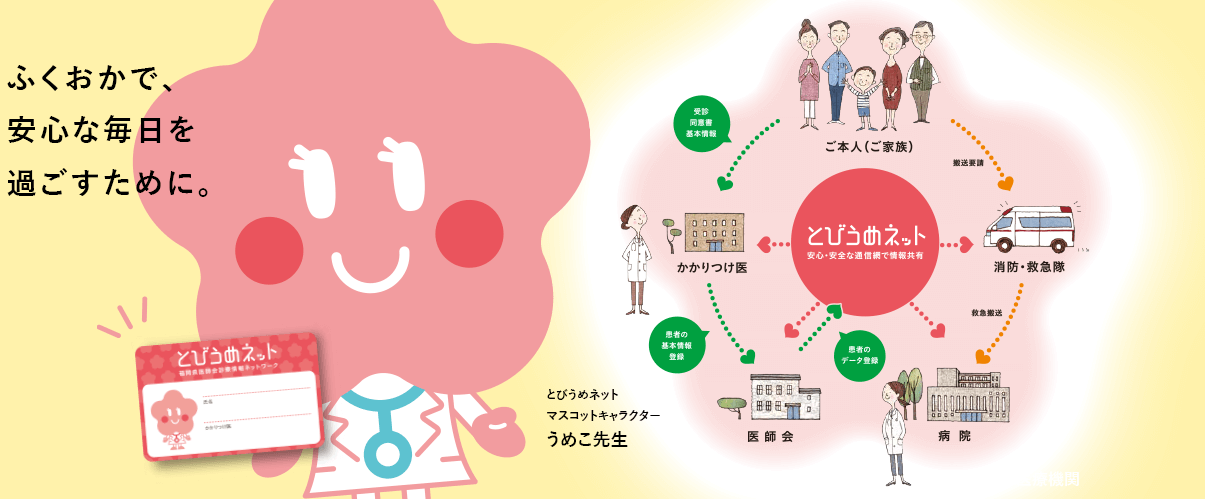 ふくおかで、
安心な毎日を
過ごすために。
とびうめネット
福岡県医師会診療情報ネットワーク
氏名
かかりつけ医
とびうめネット
マスコットキャラクター
うめこ先生
ご本人(ご家族)
受診
同意書
基本情報
搬送要請
とびうめネット
安心・安全な通信網で情報共有
かかりつけ医
消防・救急隊
患者の
基本情報
登録
患者の
データ登録
救急搬送
医師会
病院
機関